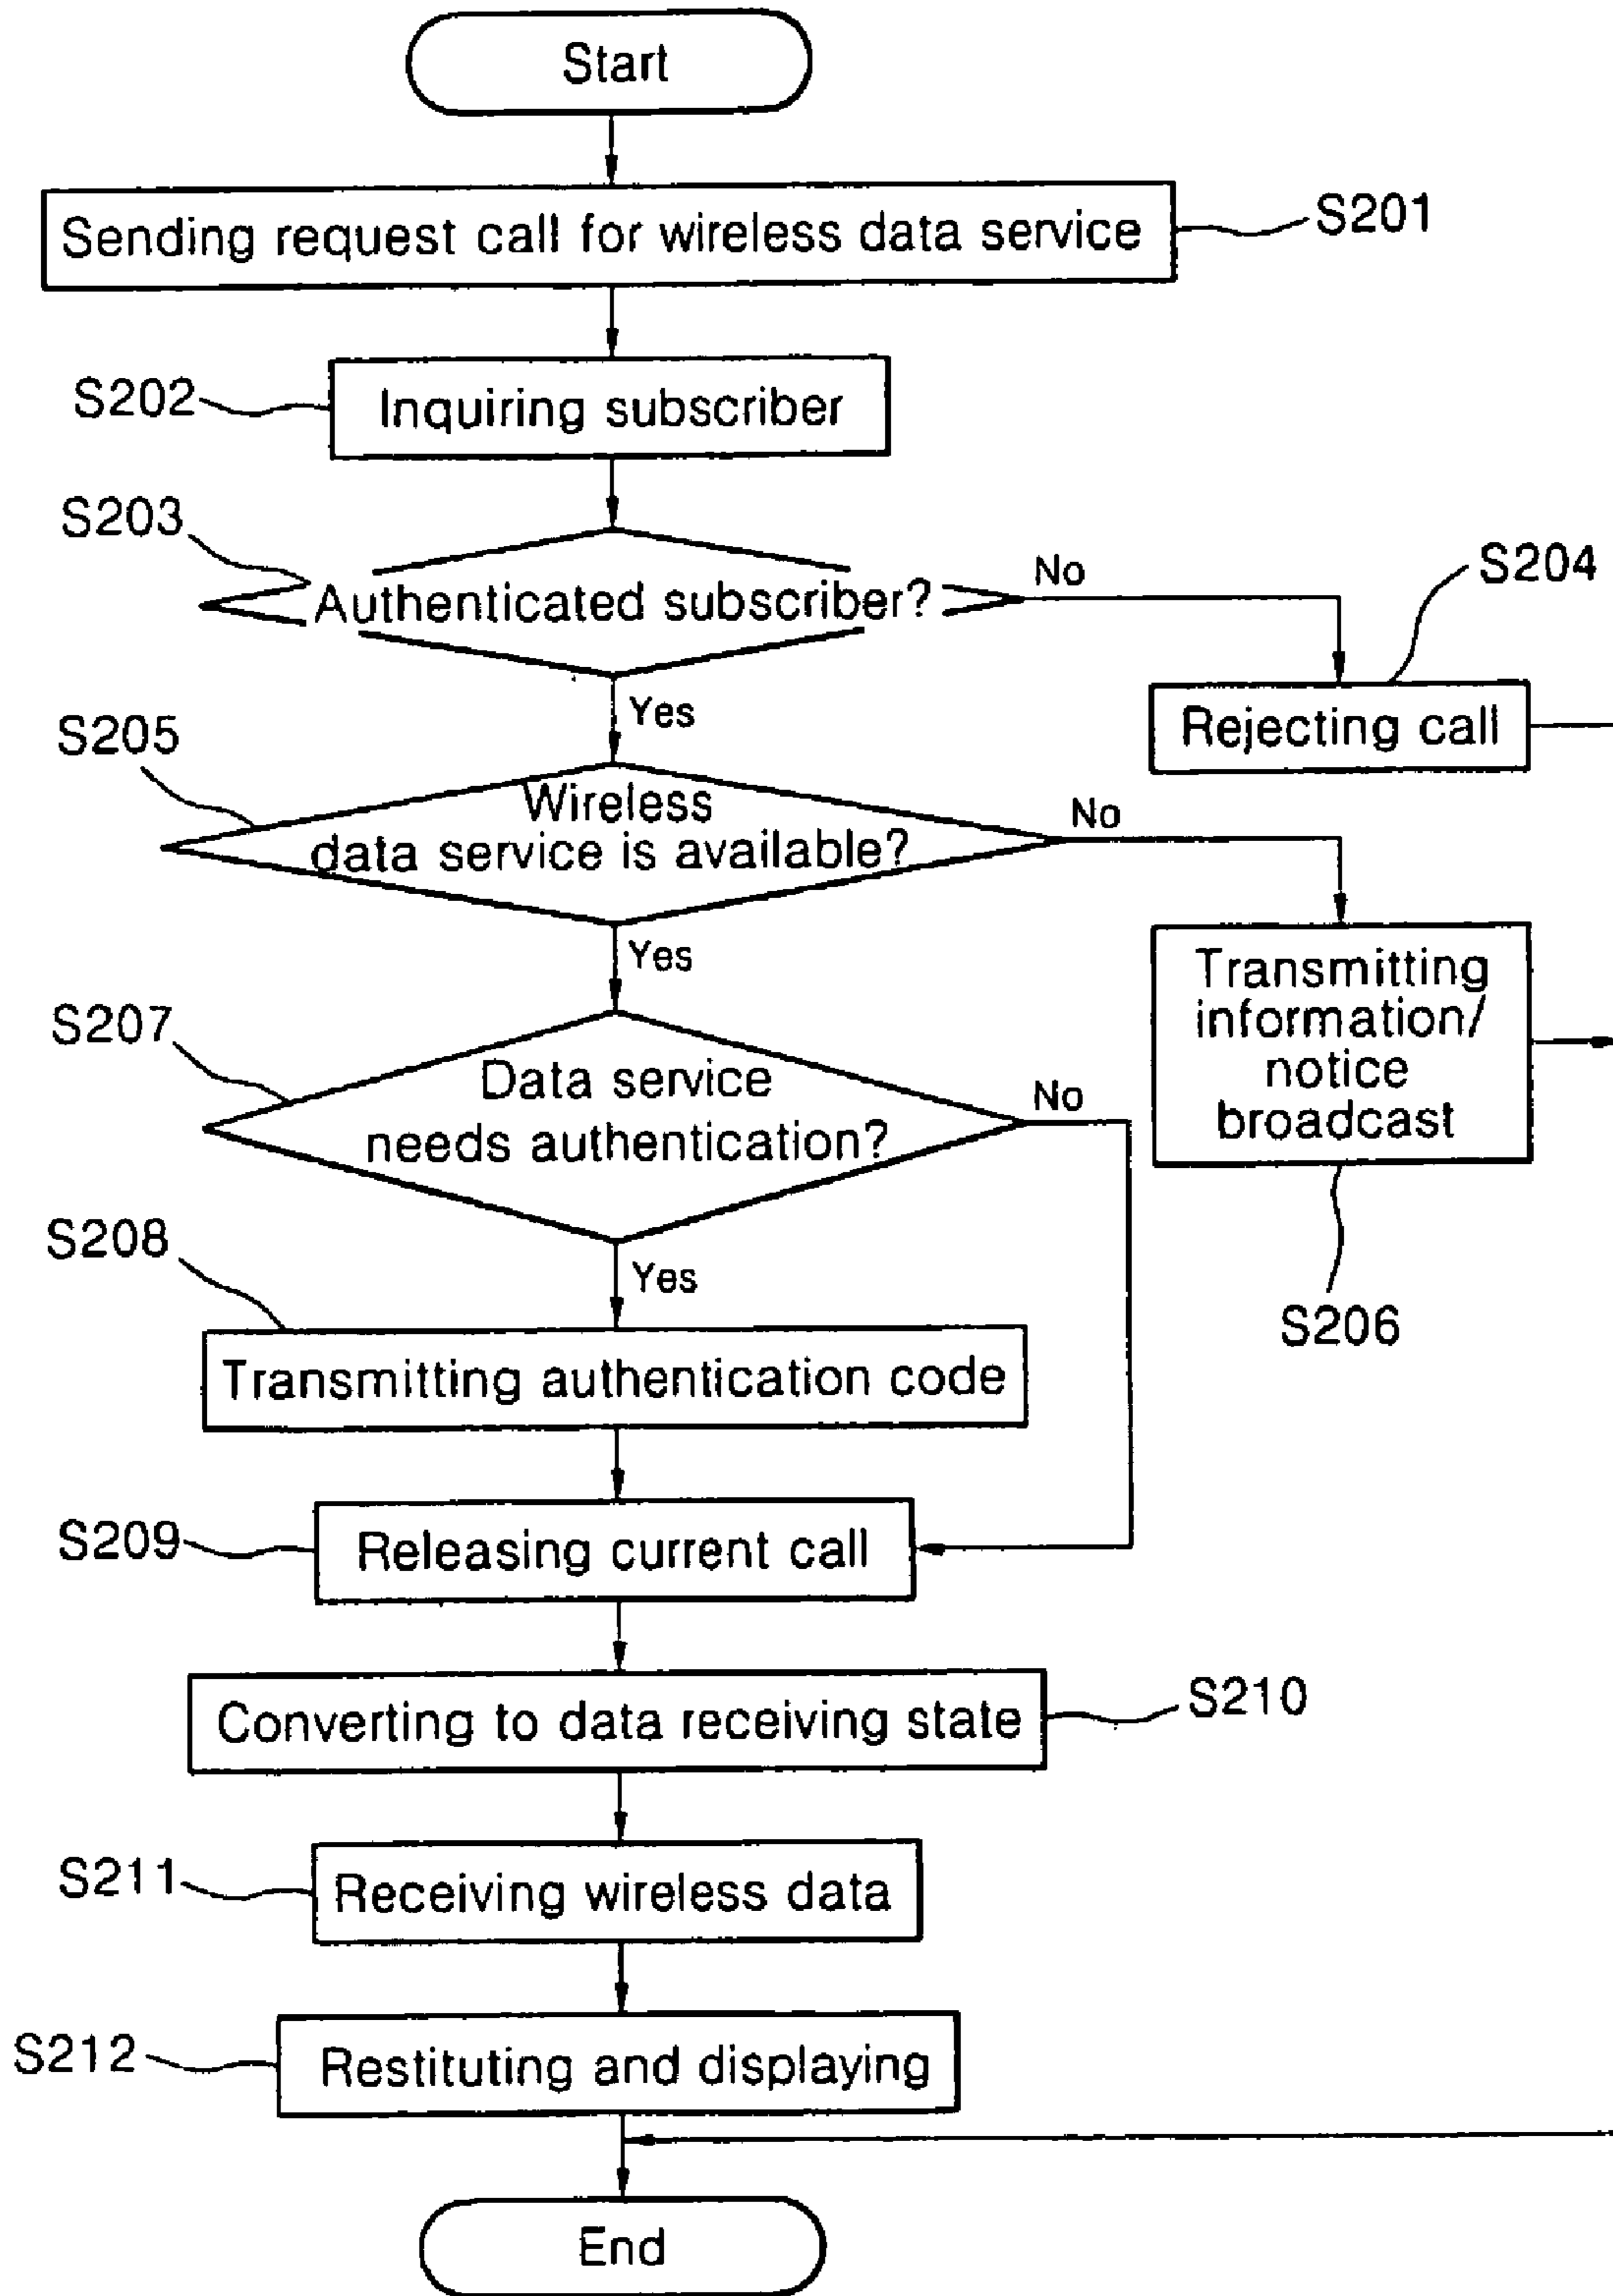 Start
Sending request call for wireless data service
S201
S202
Inquiring subscriber
S203
Authenticated subscriber?
No
S204
Yes
Rejecting call
S205
Wireless
data service is available?
No
Yes
Transmitting
information/
notice
broadcast
S206
S207
Data service
needs authentication?
No
Yes
S208
Transmitting authentication code
S209
Releasing current call
Converting to data receiving state
S210
S211
Receiving wireless data
S212
Restituting and displaying
End